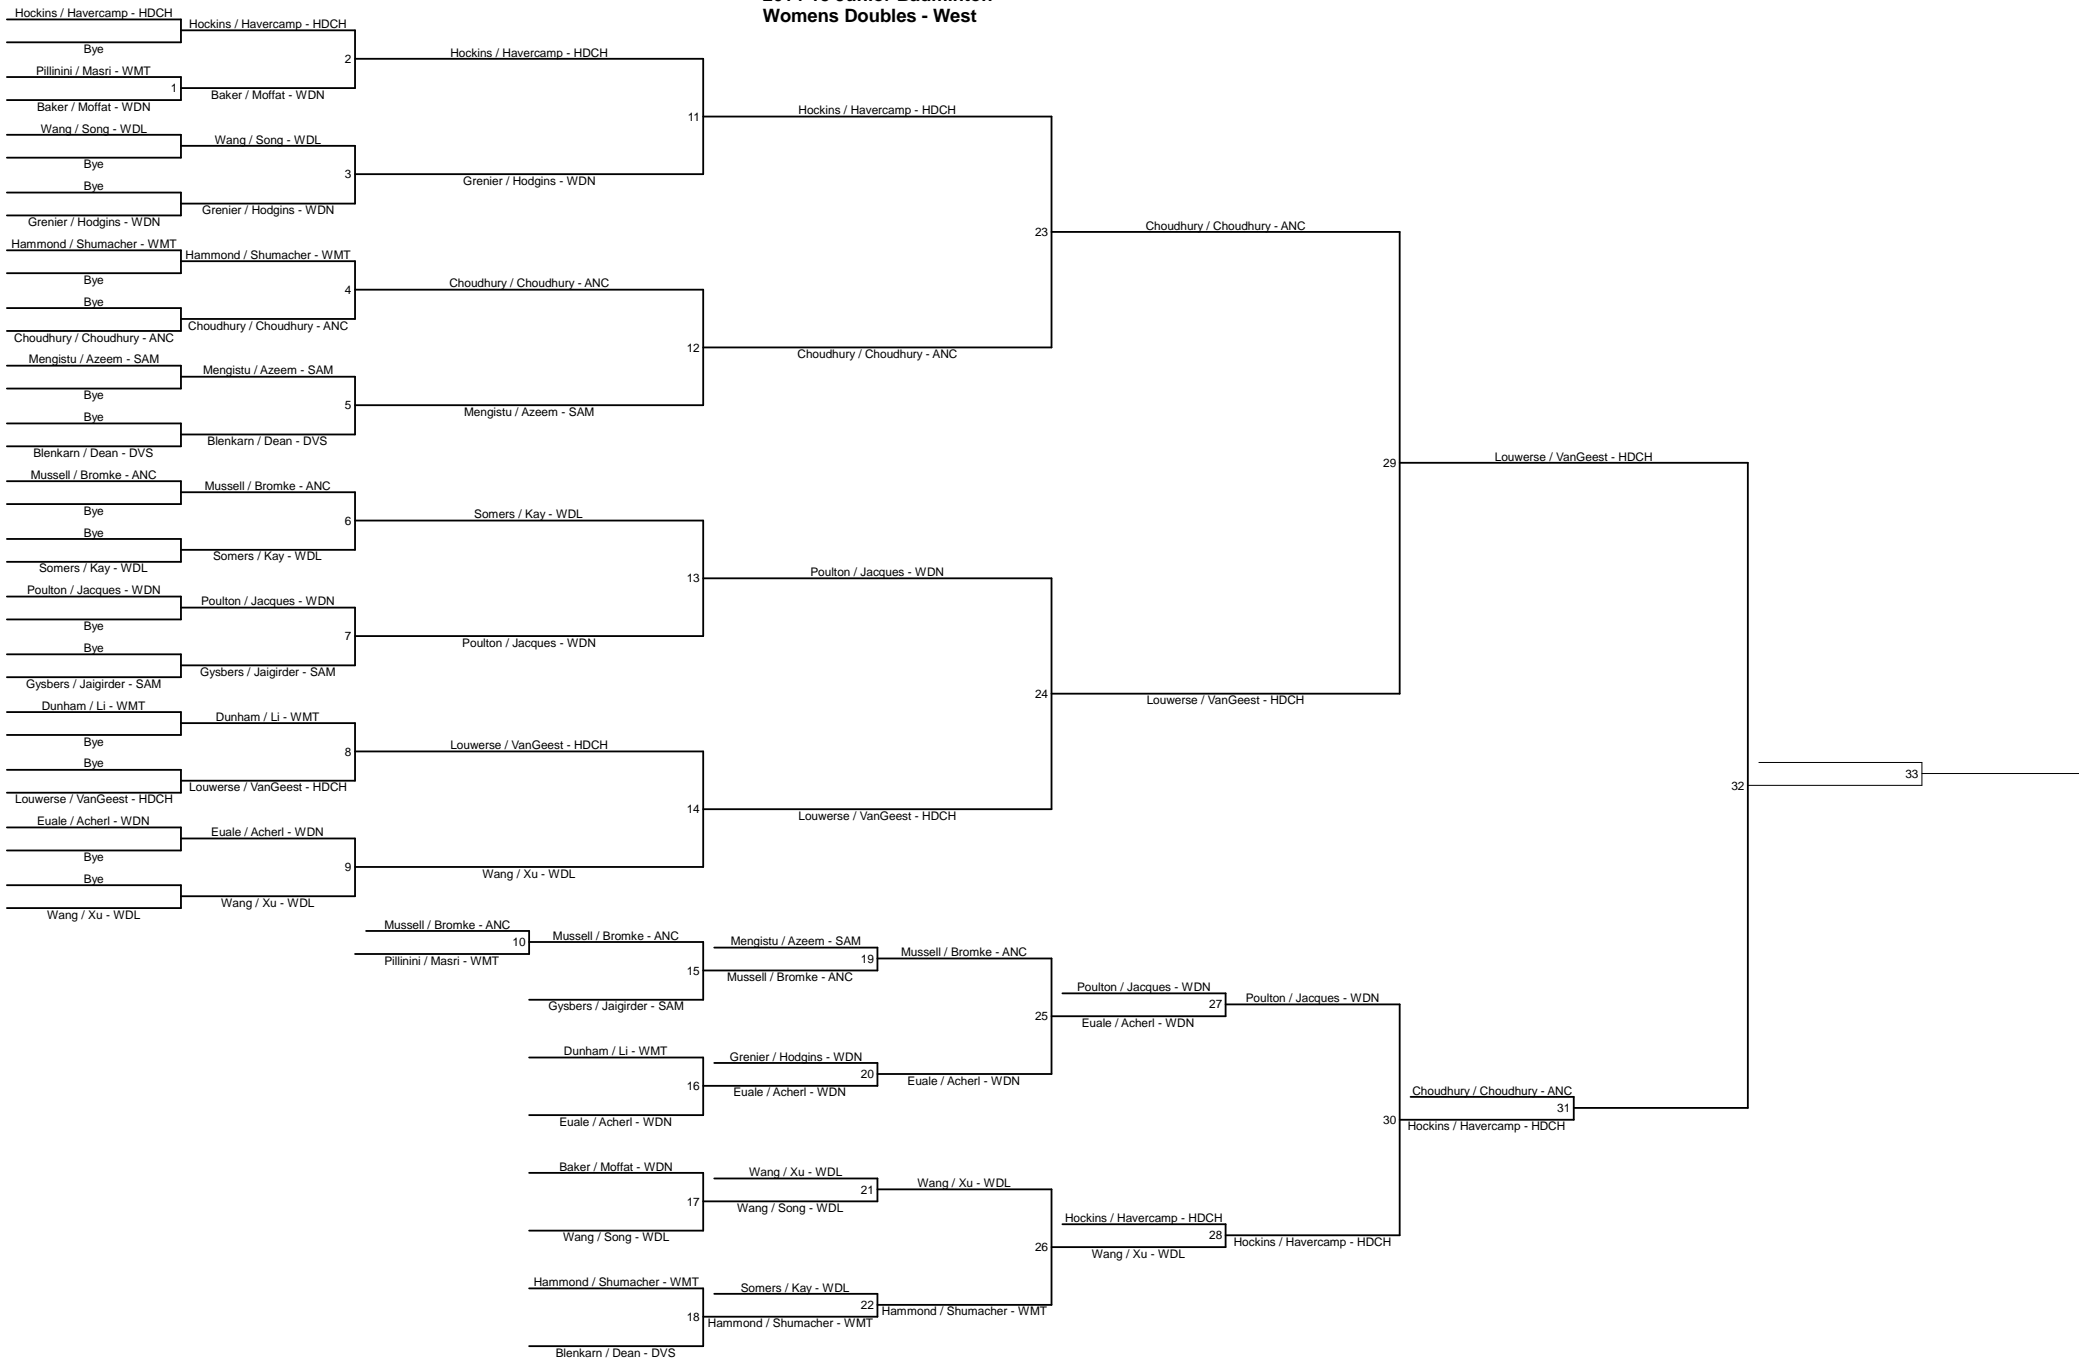 Womens Doubles - West
Hockins / Havercamp - HDCH
Bye
Pillinini / Masri - WMT
1
Baker / Moffat - WDN
Wang / Song - WDL
Bye
Bye
Grenier / Hodgins - WDN
Hammond / Shumacher - WMT
Bye
Bye
Choudhury / Choudhury - ANC
Mengistu / Azeem - SAM
Bye
Bye
Blenkarn / Dean - DVS
Mussell / Bromke - ANC
Bye
Bye
Somers / Kay - WDL
Poulton / Jacques - WDN
Bye
Bye
Gysbers / Jaigirder - SAM
Dunham / Li - WMT
Bye
Bye
Louwerse / VanGeest - HDCH
Euale / Acherl - WDN
Bye
Bye
Wang / Xu - WDL
Hockins / Havercamp - HDCH
2
Baker / Moffat - WDN
Wang / Song - WDL
3
Grenier / Hodgins - WDN
Hammond / Shumacher - WMT
4
Choudhury / Choudhury - ANC
Mengistu / Azeem - SAM
5
Blenkarn / Dean - DVS
Mussell / Bromke - ANC
6
Somers / Kay - WDL
Poulton / Jacques - WDN
7
Gysbers / Jaigirder - SAM
Dunham / Li - WMT
8
Louwerse / VanGeest - HDCH
Euale / Acherl - WDN
9
Wang / Xu - WDL
Hockins / Havercamp - HDCH
11
Grenier / Hodgins - WDN
Choudhury / Choudhury - ANC
12
Mengistu / Azeem - SAM
Somers / Kay - WDL
13
Poulton / Jacques - WDN
Louwerse / VanGeest - HDCH
14
Wang / Xu - WDL
Hockins / Havercamp - HDCH
23
Choudhury / Choudhury - ANC
Poulton / Jacques - WDN
24
Louwerse / VanGeest - HDCH
Choudhury / Choudhury - ANC
29
Louwerse / VanGeest - HDCH
Louwerse / VanGeest - HDCH
32
33
Mussell / Bromke - ANC
10
Pillinini / Masri - WMT
Mussell / Bromke - ANC
15
Gysbers / Jaigirder - SAM
Dunham / Li - WMT
16
Euale / Acherl - WDN
Baker / Moffat - WDN
17
Wang / Song - WDL
Hammond / Shumacher - WMT
18
Blenkarn / Dean - DVS
Mengistu / Azeem - SAM
19
Mussell / Bromke - ANC
Grenier / Hodgins - WDN
20
Euale / Acherl - WDN
Wang / Xu - WDL
21
Wang / Song - WDL
Somers / Kay - WDL
22
Hammond / Shumacher - WMT
Mussell / Bromke - ANC
25
Euale / Acherl - WDN
Wang / Xu - WDL
26
Hammond / Shumacher - WMT
Poulton / Jacques - WDN
27
Euale / Acherl - WDN
Hockins / Havercamp - HDCH
28
Wang / Xu - WDL
Poulton / Jacques - WDN
30
Hockins / Havercamp - HDCH
Choudhury / Choudhury - ANC
31
Hockins / Havercamp - HDCH